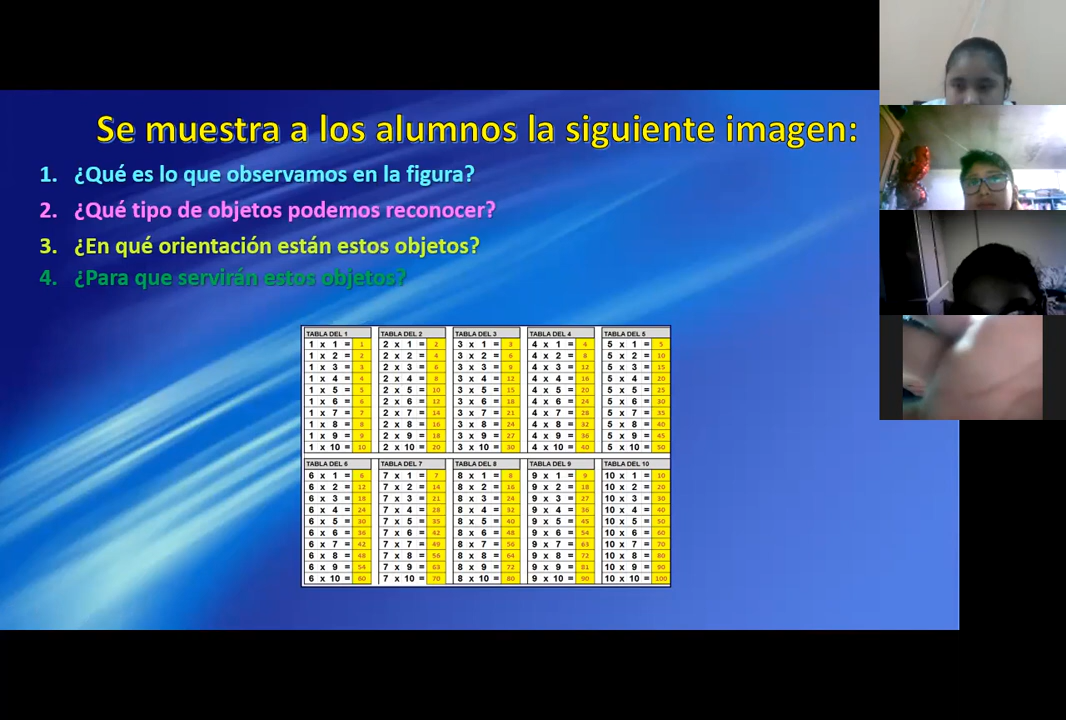 Se muestra a los alumnos la siguiente imagen:
1. ¿Qué es lo que observamos en la figura?
2. ¿Qué tipo de objetos podemos reconocer?
3. ¿En qué orientación están estos objetos?
4. ¿Para que servirán estos objetos?
TABLA DEL 1 TABLA DEL 2 TABLA DEL 3 TABLA DEL 4 TABLA DEL 5
1 x 1 = 1 2 x 1 = 2 3 x 1 = 3 4 x 1 = 4 5 x 1 = 5
1 x 2 = 2 2 x 2 = 4 3 x 2 = 6 4 x 2 = 8 5 x 2 = 10
1 x 3 = 3 2 x 3 = 6 3 x 3 = 9 4 x 3 = 12 5 x 3 = 15
1 x 4 = 4 2 x 4 = 8 3 x 4 = 12 4 x 4 = 16 5 x 4 = 20
1 x 5 = 5 2 x 5 = 10 3 x 5 = 15 4 x 5 = 20 5 x 5 = 25
1 x 6 = 6 2 x 6 = 12 3 x 6 = 18 4 x 6 = 24 5 x 6 = 30
1 x 7 = 7 2 x 7 = 14 3 x 7 = 21 4 x 7 = 28 5 x 7 = 35
1 x 8 = 8 2 x 8 = 16 3 x 8 = 24 4 x 8 = 32 5 x 8 = 40
1 x 9 = 9 2 x 9 = 18 3 x 9 = 27 4 x 9 = 36 5 x 9 = 45
1 x 10 = 10 2 x 10 = 20 3 x 10 = 30 4 x 10 = 40 5 x 10 = 50
TABLA DEL 6 TABLA DEL 7 TABLA DEL 8 TABLA DEL 9 TABLA DEL 10
6 x 1 = 6 7 x 1 = 7 8 x 1 = 8 9 x 1 = 9 10 x 1 = 10
6 x 2 = 12 7 x 2 = 14 8 x 2 = 16 9 x 2 = 18 10 x 2 = 20
6 x 3 = 18 7 x 3 = 21 8 x 3 = 24 9 x 3 = 27 10 x 3 = 30
6 x 4 = 24 7 x 4 = 28 8 x 4 = 32 9 x 4 = 36 10 x 4 = 40
6 x 5 = 30 7 x 5 = 35 8 x 5 = 40 9 x 5 = 45 10 x 5 = 50
6 x 6 = 36 7 x 6 = 42 8 x 6 = 48 9 x 6 = 54 10 x 6 = 60
6 x 7 = 42 7 x 7 = 49 8 x 7 = 56 9 x 7 = 63 10 x 7 = 70
6 x 8 = 48 7 x 8 = 56 8 x 8 = 64 9 x 8 = 72 10 x 8 = 80
6 x 9 = 54 7 x 9 = 63 8 x 9 = 72 9 x 9 = 81 10 x 9 = 90
6 x 10 = 60 7 x 10 = 70 8 x 10 = 80 9 x 10 = 90 10 x 10 = 100